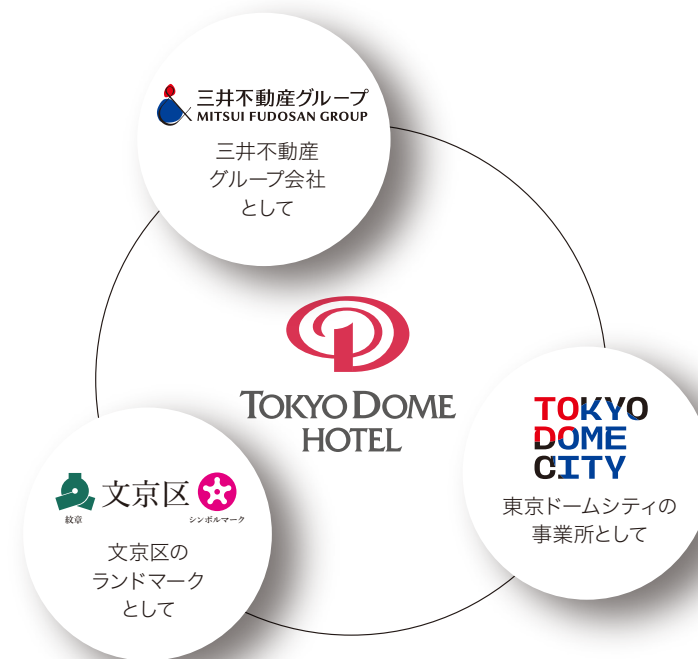 三井不動産グループ
MITSUI FUDOSAN GROUP
三井不動産
グループ会社
として
TOKYO DOME
HOTEL
TOKYO
DOME
CITY
東京ドームシティの
事業所として
文京区
紋章
シンボルマーク
文京区の
ランドマーク
として